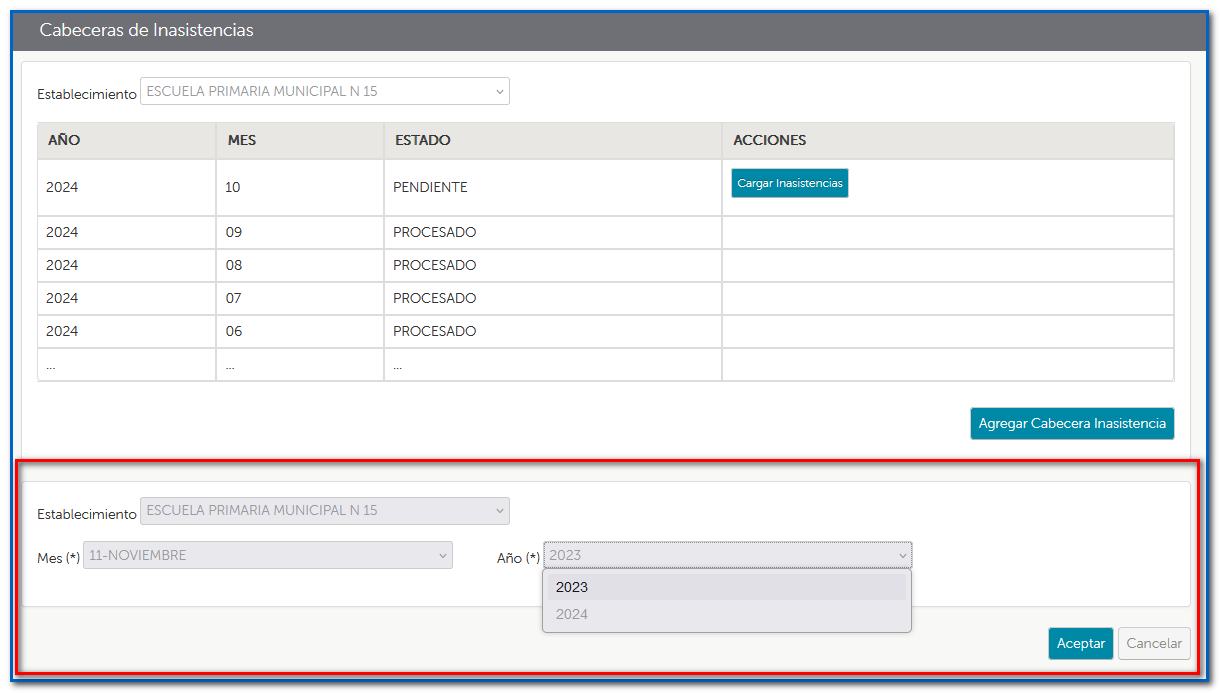 Cabeceras de Inasistencias
Establecimiento ESCUELA PRIMARIA MUNICIPAL N 15
AÑO MES ESTADO ACCIONES
2024 10 PENDIENTE Cargar Inasistencias
2024 09 PROCESADO
2024 08 PROCESADO
2024 07 PROCESADO
2024 06 PROCESADO
... ... ...
Agregar Cabecera Inasistencia
Establecimiento ESCUELA PRIMARIA MUNICIPAL N 15
Mes (*) 11-NOVIEMBRE Año (*) 2023
2023
2024
Aceptar Cancelar